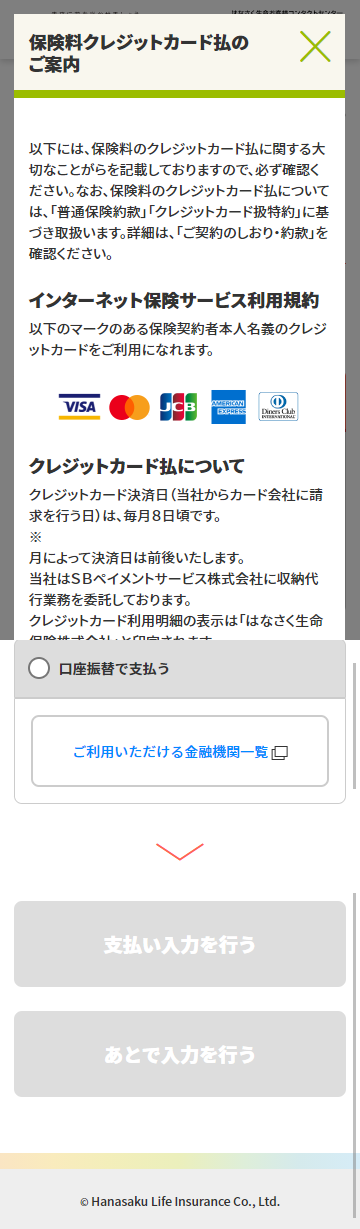 保険料クレジットカード払の
ご案内
以下には、保険料のクレジットカード払に関する大
切なことがらを記載しておりますので、必ず確認く
ださい。なお、保険料のクレジットカード払について
は、「普通保険約款」「クレジットカード扱特約」に基
づき取扱います。詳細は、「ご契約のしおり・約款」を
確認ください。
インターネット保険サービス利用規約
以下のマークのある保険契約者本人名義のクレジ
ットカードをご利用になれます。
VISA JCB AMERICAN EXPRESS Diners Club INTERNATIONAL
クレジットカード払について
クレジットカード決済日（当社からカード会社に請
求を行う日）は、毎月８日頃です。
※
月によって決済日は前後いたします。
当社はＳＢペイメントサービス株式会社に収納代
行業務を委託しております。
クレジットカード利用明細の表示は「はなさく生命
保険株式会社」と印字されます。
口座振替で支払う
ご利用いただける金融機関一覧
支払い入力を行う
あとで入力を行う
© Hanasaku Life Insurance Co., Ltd.